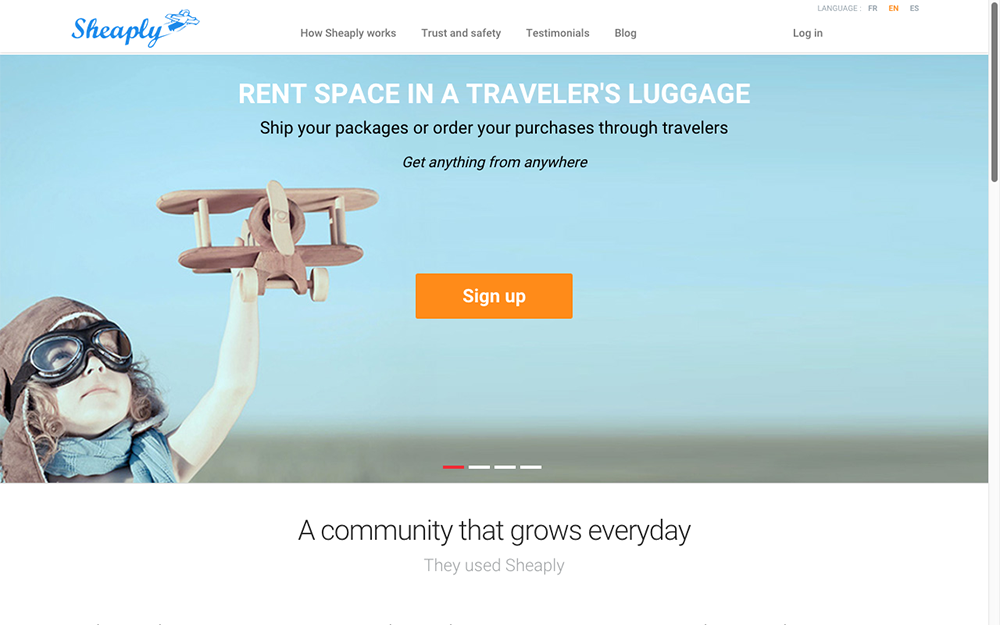 Sheaply
LANGUAGE : FR EN ES
How Sheaply works Trust and safety Testimonials Blog Log in
RENT SPACE IN A TRAVELER'S LUGGAGE
Ship your packages or order your purchases through travelers
Get anything from anywhere
Sign up
A community that grows everyday
They used Sheaply